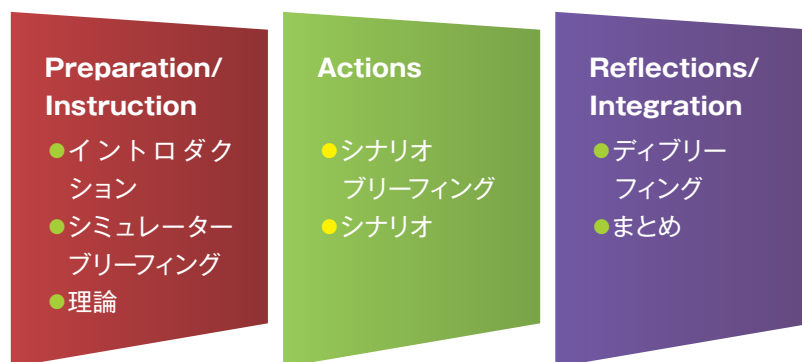 Preparation/
Instruction
●イントロダク
ション
●シミュレーター
ブリーフィング
●理論
Actions
●シナリオ
ブリーフィング
●シナリオ
Reflections/
Integration
●ディブリー
フィング
●まとめ